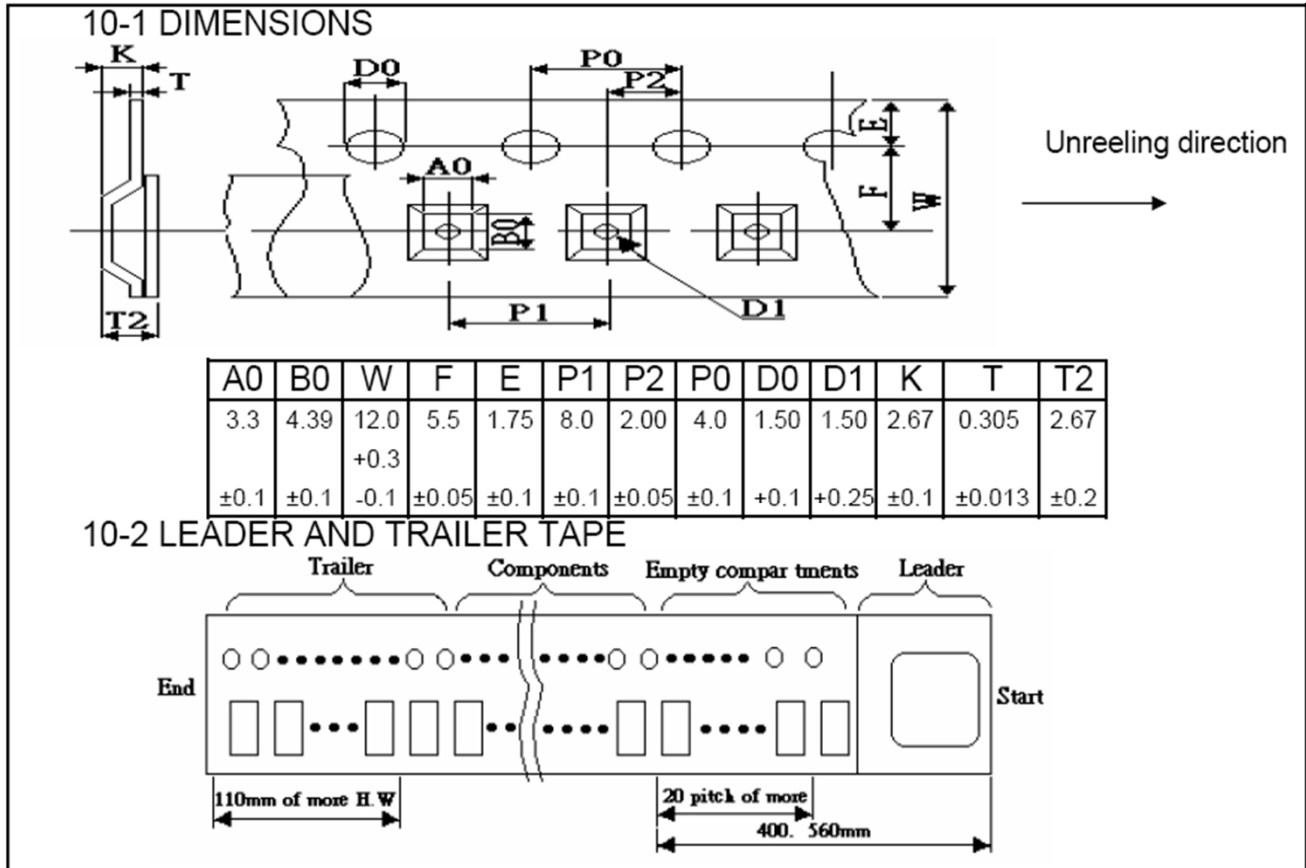 10-1 DIMENSIONS
K
T
D0
P0
P2
E
A0
F
W
B0
Unreeling direction
T2
P1
D1
A0 B0 W F E P1 P2 P0 D0 D1 K T T2
3.3 4.39 12.0 5.5 1.75 8.0 2.00 4.0 1.50 1.50 2.67 0.305 2.67
+0.3
±0.1 ±0.1 -0.1 ±0.05 ±0.1 ±0.1 ±0.05 ±0.1 +0.1 +0.25 ±0.1 ±0.013 ±0.2
10-2 LEADER AND TRAILER TAPE
Trailer Components Empty compar tments Leader
End
Start
110mm of more H.W
20 pitch of more
400. 560mm